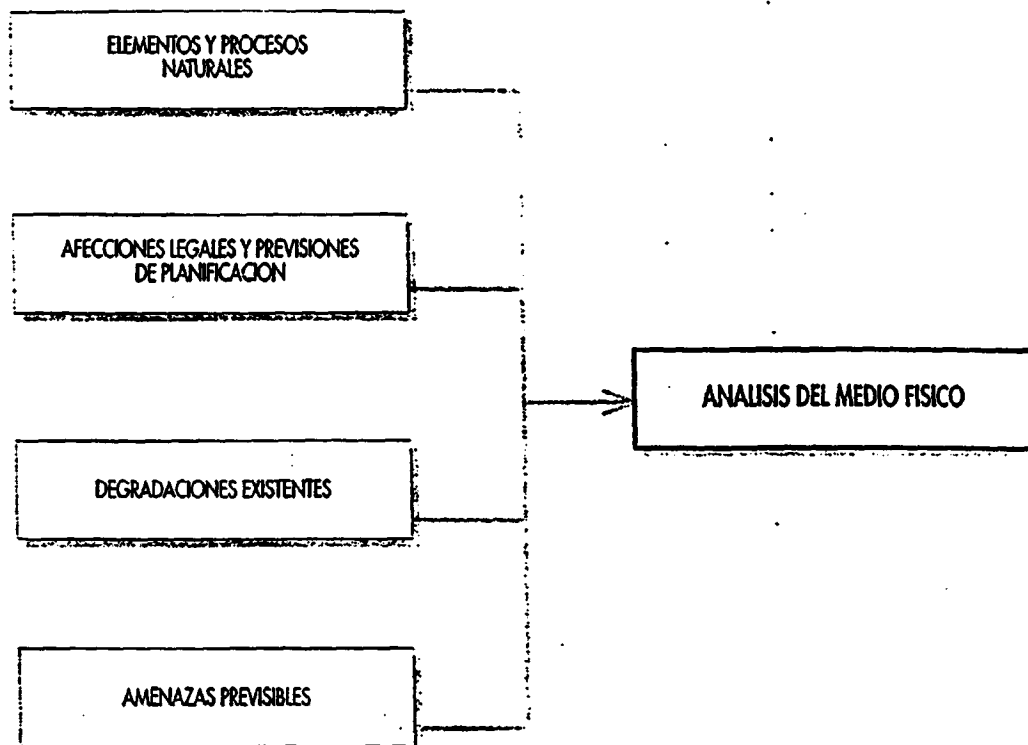 ELEMENTOS Y PROCESOS
NATURALES
AFECCIONES LEGALES Y PREVISIONES
DE PLANIFICACION
DEGRADACIONES EXISTENTES
ANALISIS DEL MEDIO FISICO
AMENAZAS PREVISIBLES